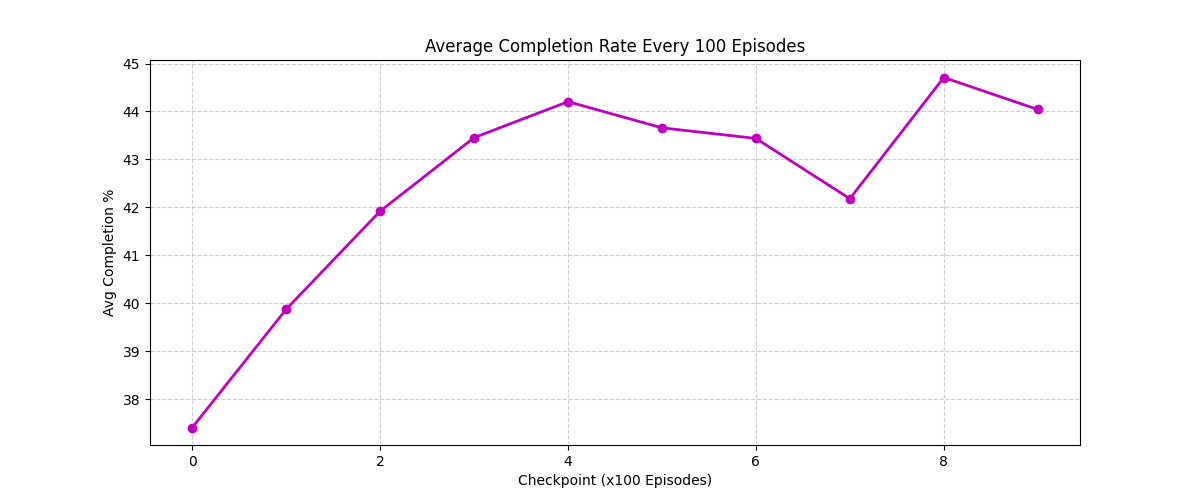 Average Completion Rate Every 100 Episodes
45
44
43
42
41
40
39
38
Avg Completion %
0 2 4 6 8
Checkpoint (x100 Episodes)